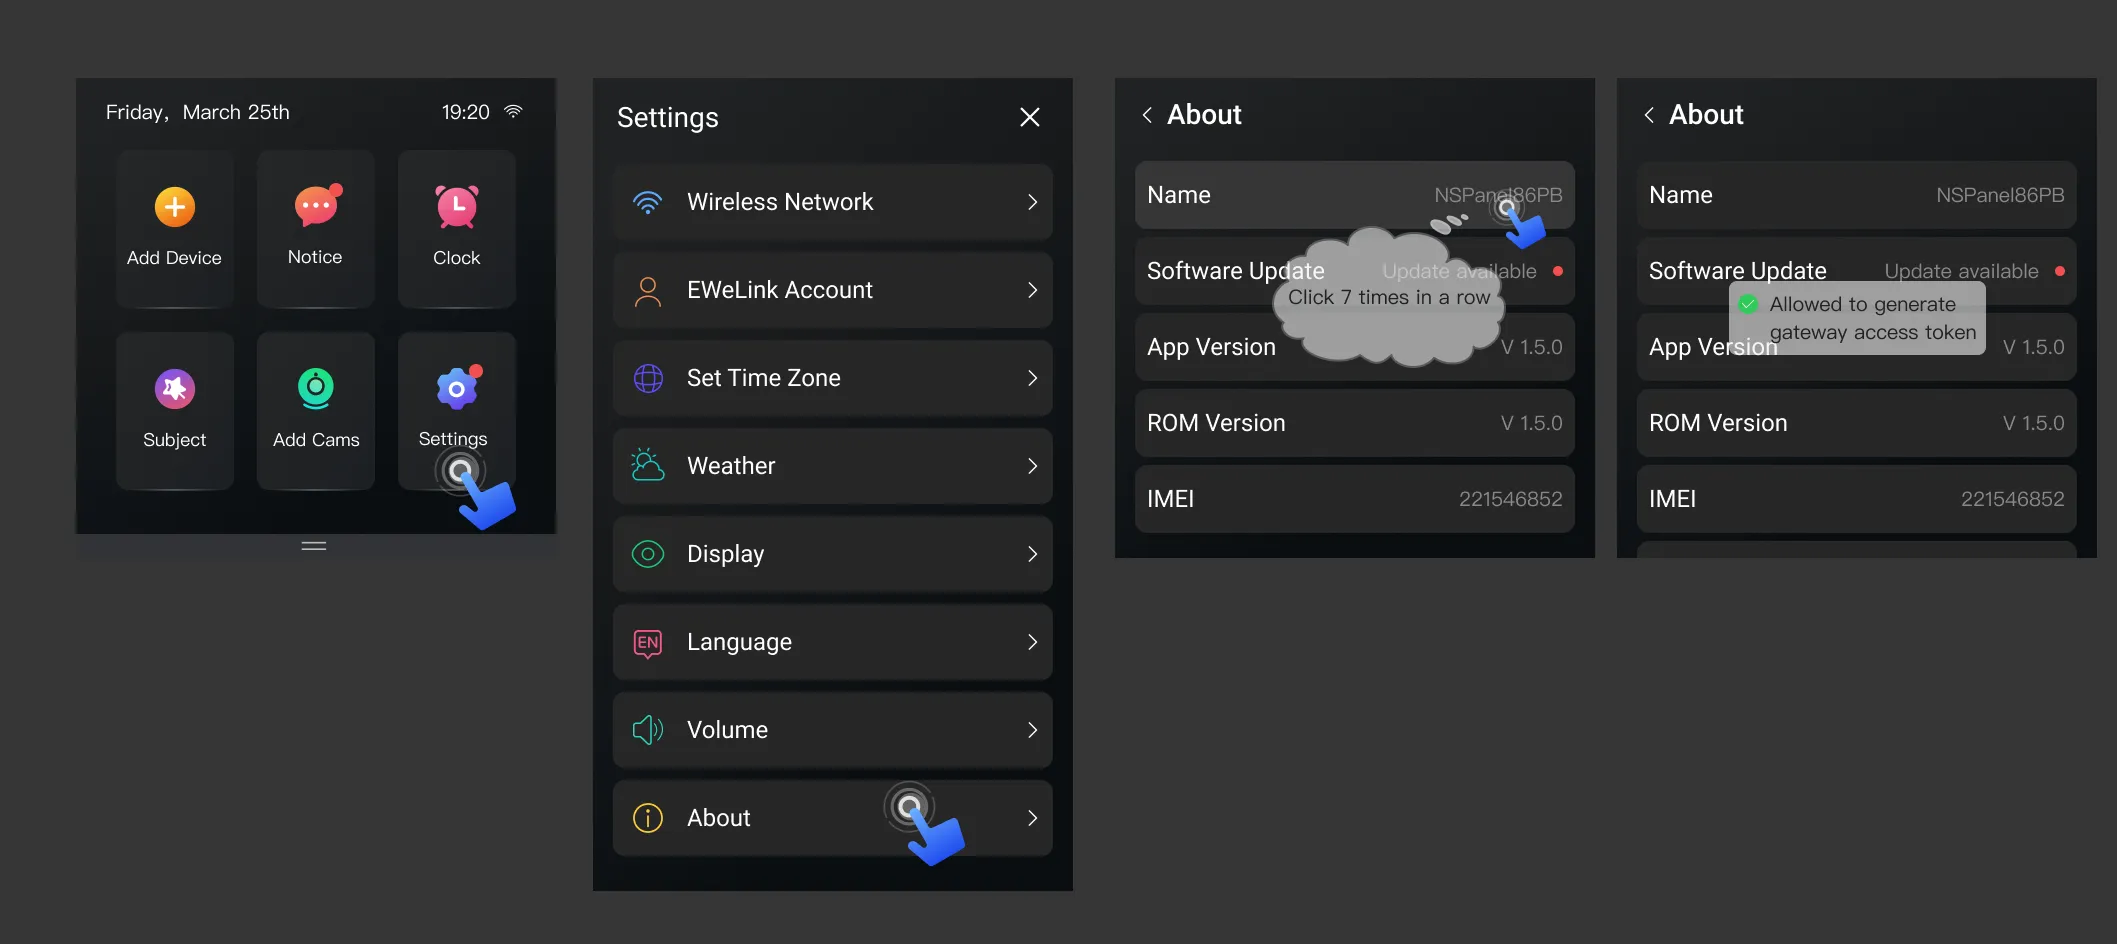 Friday, March 25th
19:20
Add Device
Notice
Clock
Subject
Add Cams
Settings
Settings
Wireless Network
EWeLink Account
Set Time Zone
Weather
Display
EN
Language
Volume
About
About
Name
NSPanel86PB
Software Update
Update available
Click 7 times in a row
App Version
V 1.5.0
ROM Version
V 1.5.0
IMEI
221546852
About
Name
NSPanel86PB
Software Update
Update available
Allowed to generate
gateway access token
App Version
V 1.5.0
ROM Version
V 1.5.0
IMEI
221546852